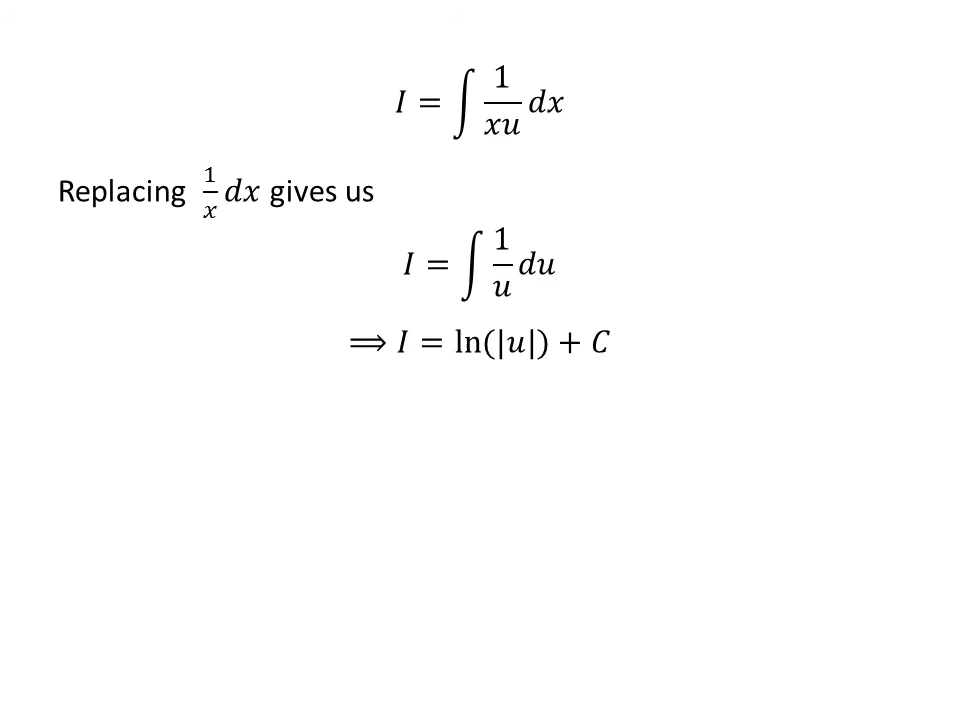 I = ∫ 1/(xu) dx
Replacing 1/x dx gives us
I = ∫ 1/u du
⟹ I = ln(|u|) + C